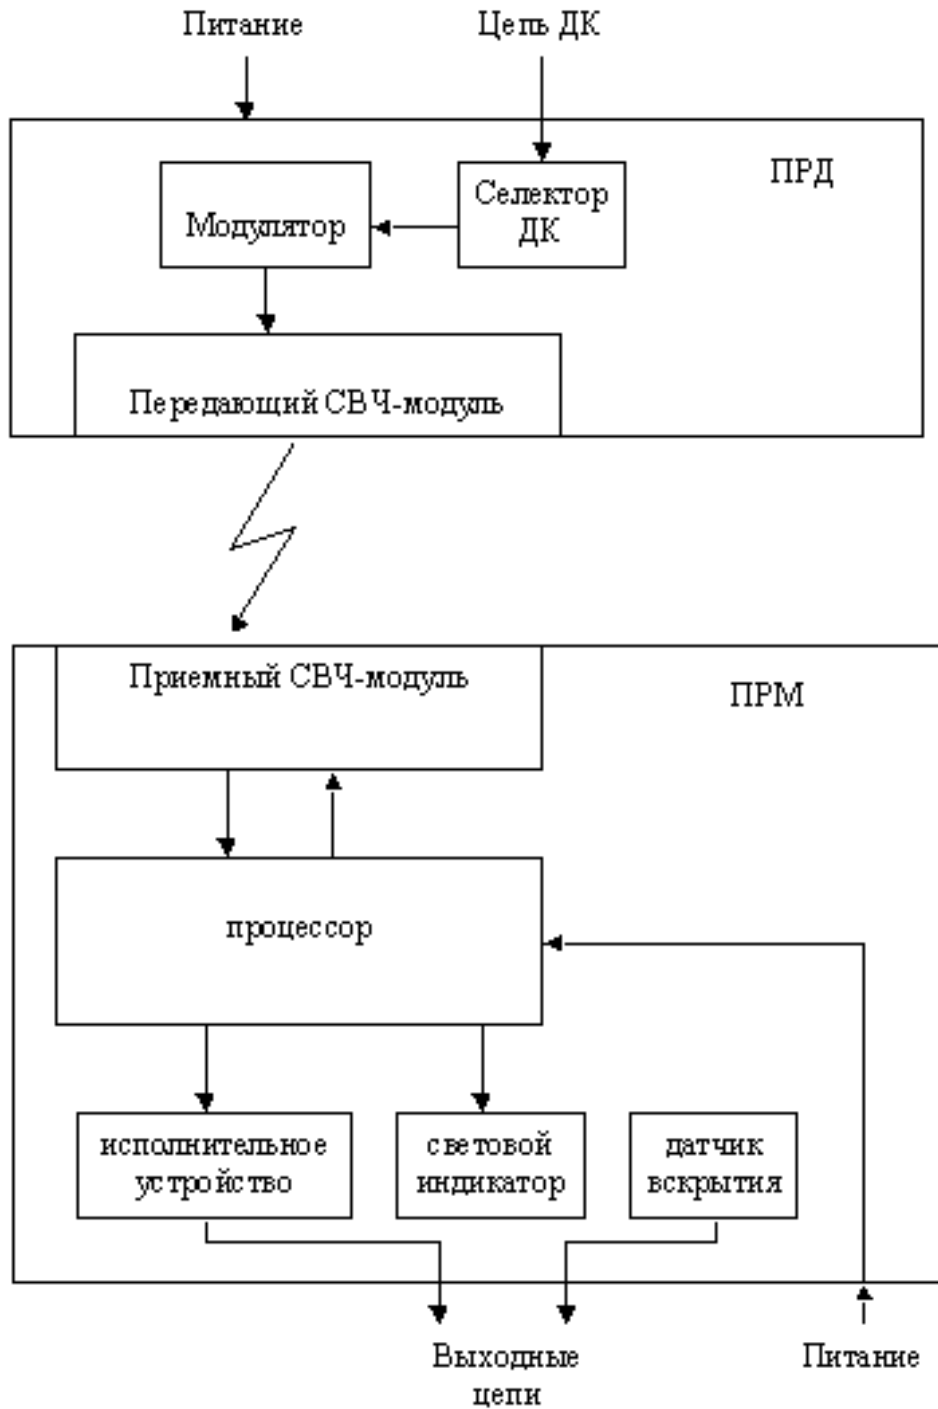 Питание
Цепь ДК
ПРД
Селектор
ДК
Модулятор
Передающий СВЧ-модуль
Приемный СВЧ-модуль
ПРМ
процессор
исполнительное
устройство
световой
индикатор
датчик
вскрытия
Выходные
цепи
Питание